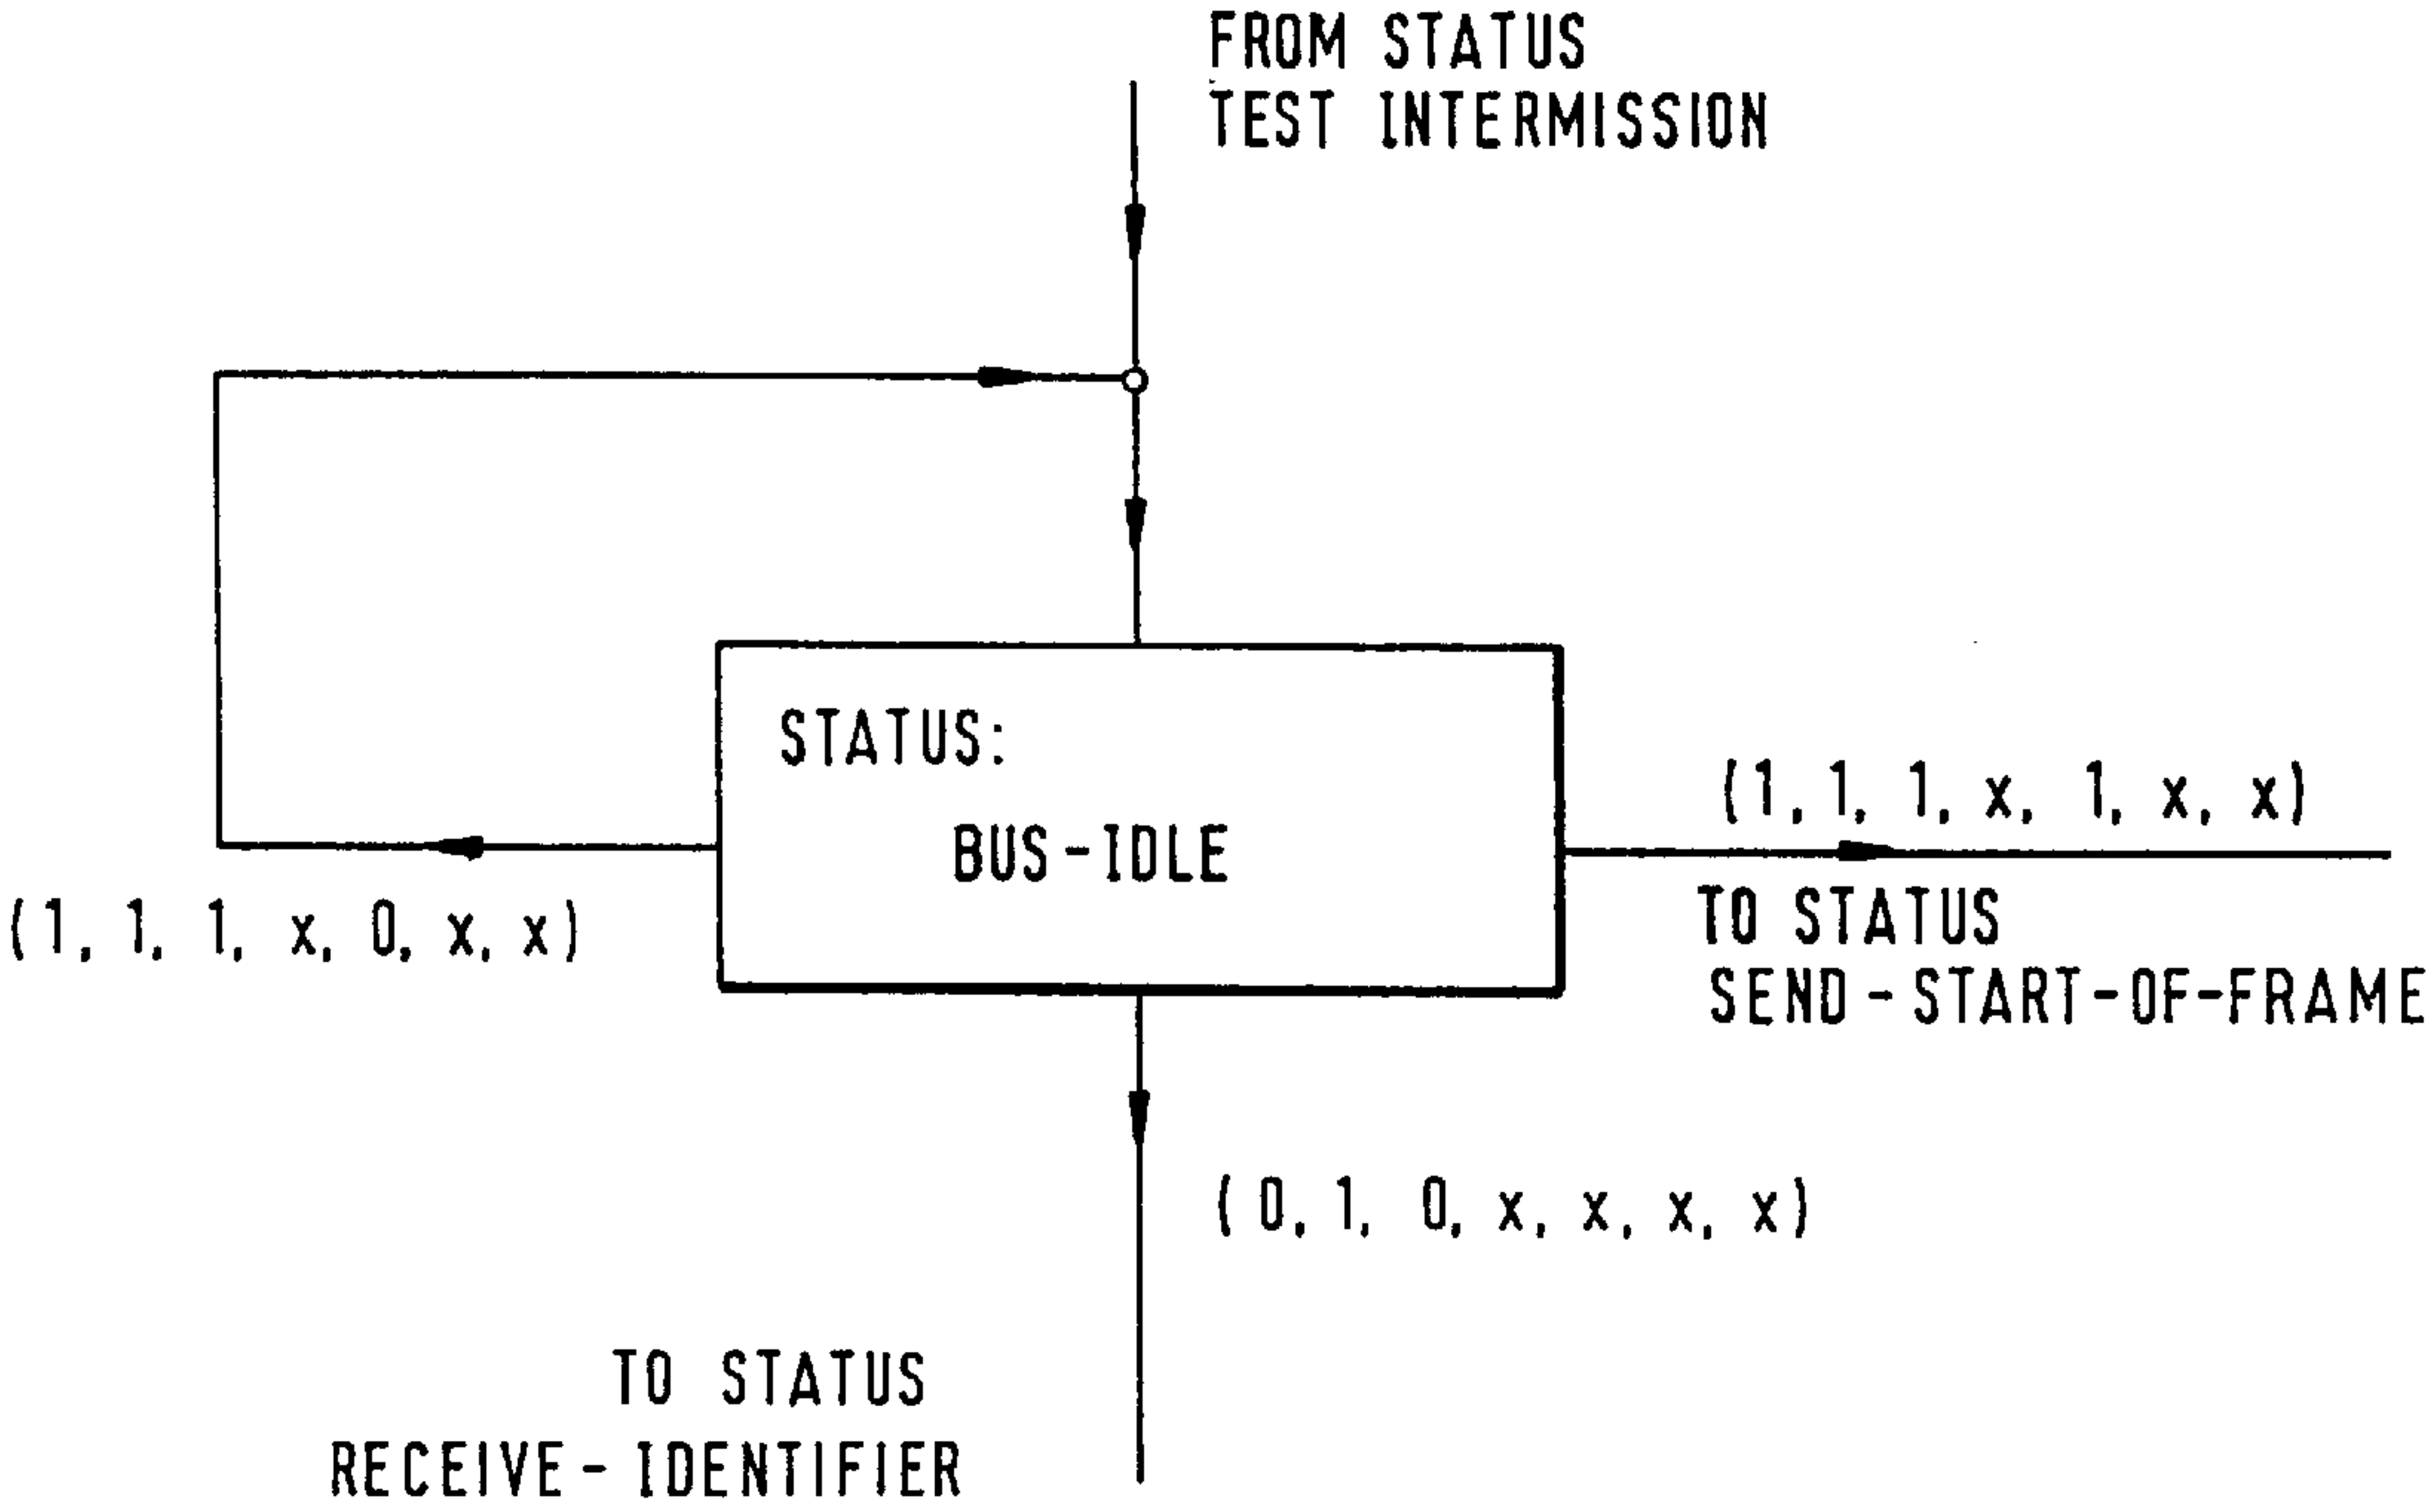 FROM STATUS
TEST INTERMISSION
STATUS:
BUS-IDLE
(1, 1, 1, x, 1, x, x)
TO STATUS
SEND-START-OF-FRAME
(1, 1, 1, x, 0, x, x)
(0, 1, 0, x, x, x, x)
TO STATUS
RECEIVE-IDENTIFIER